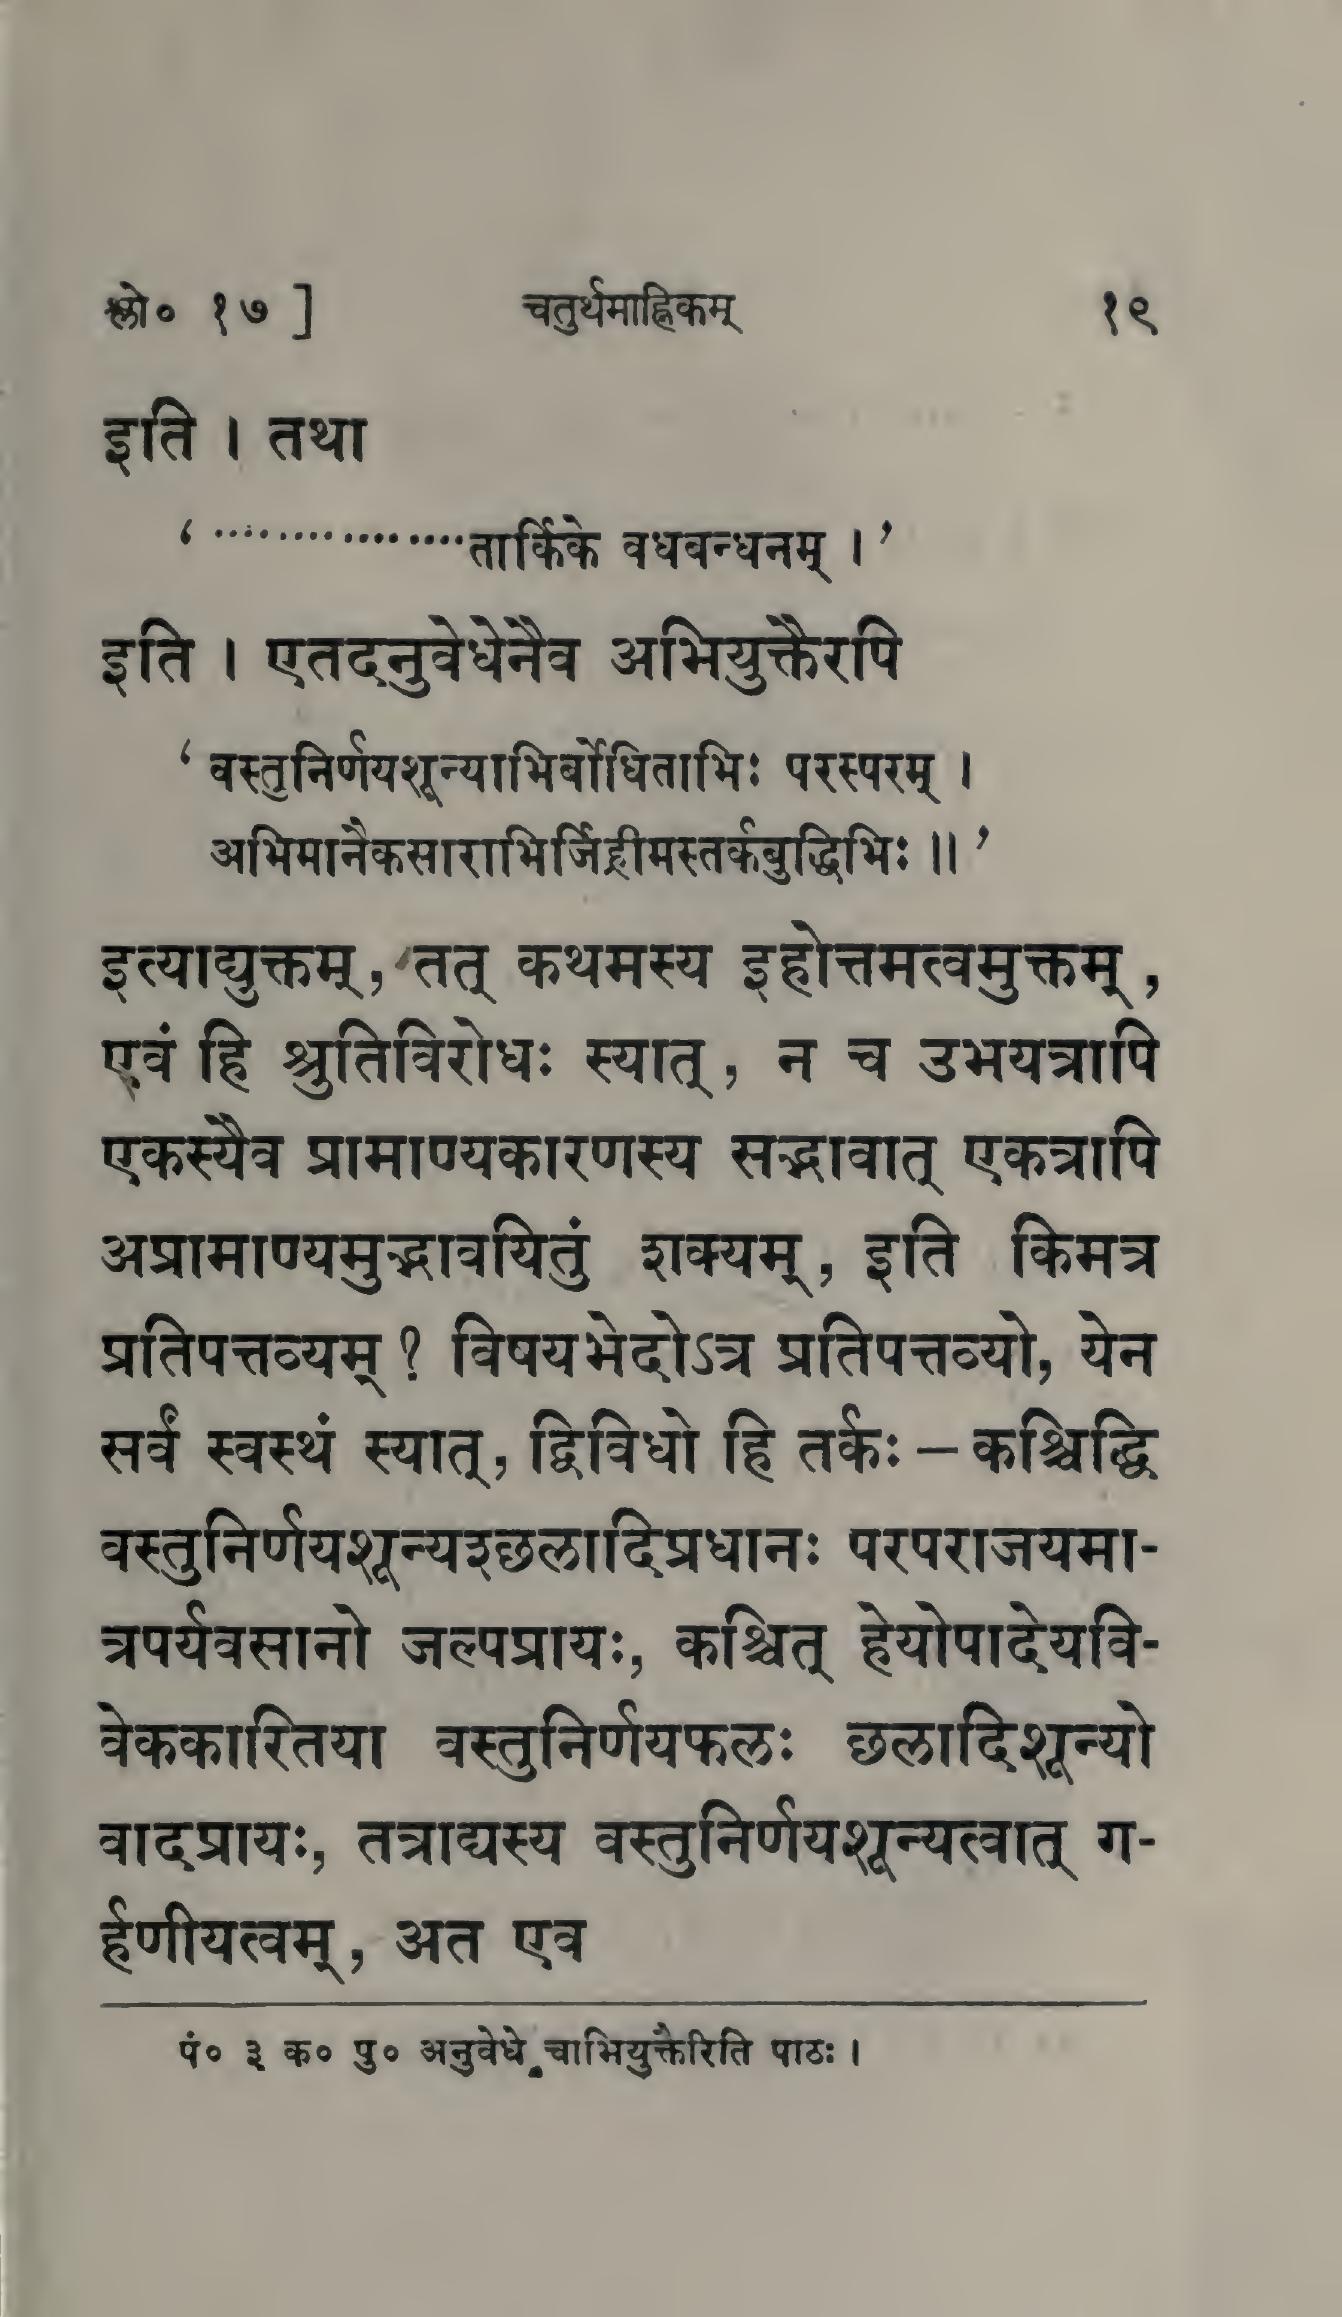 श्लो० १७ ] चतुर्थमाह्निकम् १९
इति । तथा
‘ ··················तार्किके वधबन्धनम् ।’
इति । एतदनुवेधेनैव अभियुक्तैरपि
‘ वस्तुनिर्णयशून्याभिर्बोधिताभिः परस्परम् ।
अभिमानैकसाराभिर्जिह्रीमस्तर्कबुद्धिभिः ॥’
इत्याद्युक्तम्, तत् कथमस्य इहोत्तमत्वमुक्तम्,
एवं हि श्रुतिविरोधः स्यात्, न च उभयत्रापि
एकस्यैव प्रामाण्यकारणस्य सद्भावात् एकत्रापि
अप्रामाण्यमुद्भावयितुं शक्यम्, इति किमत्र
प्रतिपत्तव्यम् ? विषयभेदोऽत्र प्रतिपत्तव्यो, येन
सर्वं स्वस्थं स्यात्, द्विविधो हि तर्कः – कश्चिद्धि
वस्तुनिर्णयशून्यश्छलादिप्रधानः परपराजयमा-
त्रपर्यवसानो जल्पप्रायः, कश्चित् हेयोपादेयवि-
वेककारितया वस्तुनिर्णयफलः छलादिशून्यो
वादप्रायः, तत्राद्यस्य वस्तुनिर्णयशून्यत्वात् ग-
र्हणीयत्वम्, अत एव
पं० ३ क० पु० अनुवेधे चाभियुक्तैरिति पाठः ।